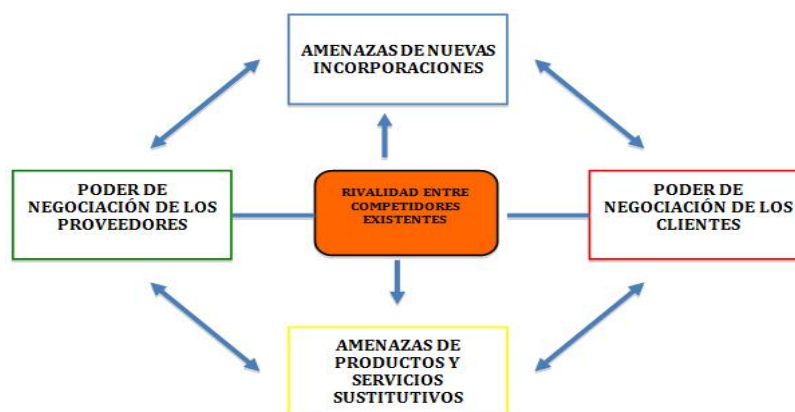 AMENAZAS DE NUEVAS
INCORPORACIONES
PODER DE
NEGOCIACIÓN DE LOS
PROVEEDORES
RIVALIDAD ENTRE
COMPETIDORES
EXISTENTES
PODER DE
NEGOCIACIÓN DE LOS
CLIENTES
AMENAZAS DE
PRODUCTOS Y
SERVICIOS
SUSTITUTIVOS